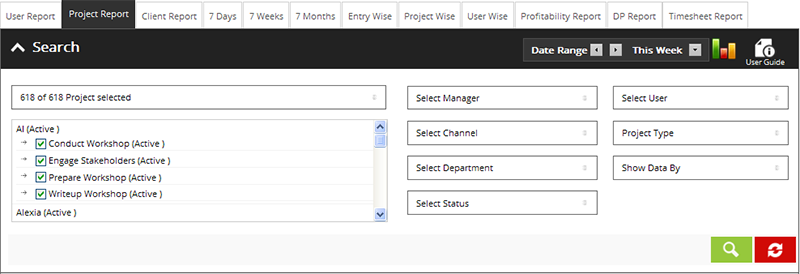 User Report Project Report Client Report 7 Days 7 Weeks 7 Months Entry Wise Project Wise User Wise Profitability Report DP Report Timesheet Report
Search Date Range This Week User Guide
618 of 618 Project selected Select Manager Select User
AI (Active )
Conduct Workshop (Active ) Select Channel Project Type
Engage Stakeholders (Active )
Prepare Workshop (Active ) Select Department Show Data By
Writeup Workshop (Active )
Alexia (Active ) Select Status